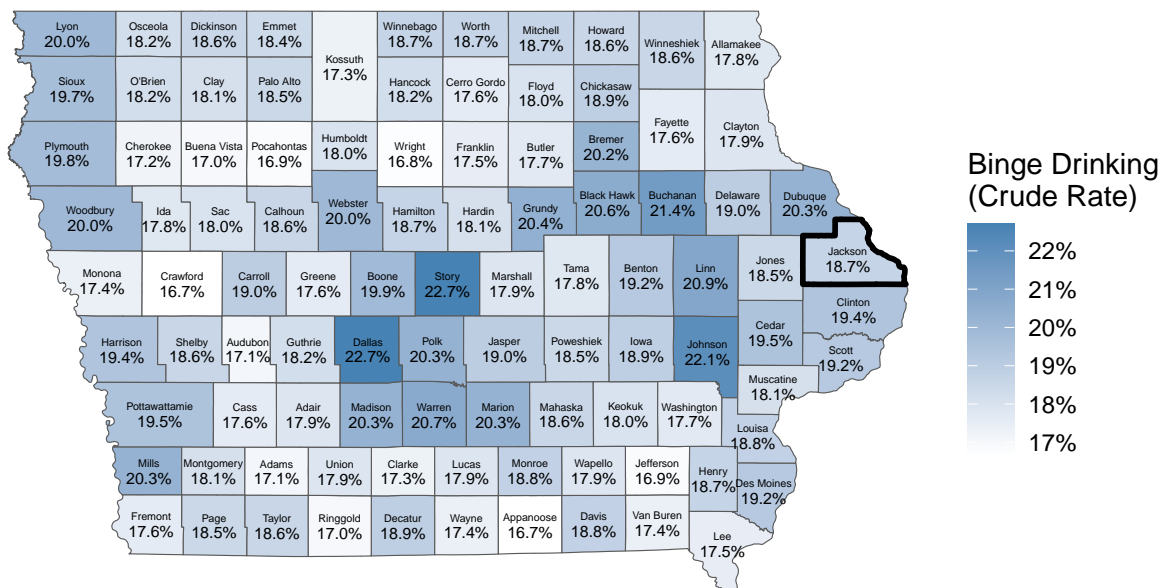 Lyon
20.0%
Osceola
18.2%
Dickinson
18.6%
Emmet
18.4%
Kossuth
17.3%
Winnebago
18.7%
Worth
18.7%
Mitchell
18.7%
Howard
18.6%
Winneshiek
18.6%
Allamakee
17.8%
Sioux
19.7%
O'Brien
18.2%
Clay
18.1%
Palo Alto
18.5%
Hancock
18.2%
Cerro Gordo
17.6%
Floyd
18.0%
Chickasaw
18.9%
Plymouth
19.8%
Cherokee
17.2%
Buena Vista
17.0%
Pocahontas
16.9%
Humboldt
18.0%
Wright
16.8%
Franklin
17.5%
Butler
17.7%
Bremer
20.2%
Fayette
17.6%
Clayton
17.9%
Woodbury
20.0%
Ida
17.8%
Sac
18.0%
Calhoun
18.6%
Webster
20.0%
Hamilton
18.7%
Hardin
18.1%
Grundy
20.4%
Black Hawk
20.6%
Buchanan
21.4%
Delaware
19.0%
Dubuque
20.3%
Monona
17.4%
Crawford
16.7%
Carroll
19.0%
Greene
17.6%
Boone
19.9%
Story
22.7%
Marshall
17.9%
Tama
17.8%
Benton
19.2%
Linn
20.9%
Jones
18.5%
Jackson
18.7%
Clinton
19.4%
Harrison
19.4%
Shelby
18.6%
Audubon
17.1%
Guthrie
18.2%
Dallas
22.7%
Polk
20.3%
Jasper
19.0%
Poweshiek
18.5%
Iowa
18.9%
Johnson
22.1%
Cedar
19.5%
Scott
19.2%
Muscatine
18.1%
Pottawattamie
19.5%
Cass
17.6%
Adair
17.9%
Madison
20.3%
Warren
20.7%
Marion
20.3%
Mahaska
18.6%
Keokuk
18.0%
Washington
17.7%
Louisa
18.8%
Mills
20.3%
Montgomery
18.1%
Adams
17.1%
Union
17.9%
Clarke
17.3%
Lucas
17.9%
Monroe
18.8%
Wapello
17.9%
Jefferson
16.9%
Henry
18.7%
Des Moines
19.2%
Fremont
17.6%
Page
18.5%
Taylor
18.6%
Ringgold
17.0%
Decatur
18.9%
Wayne
17.4%
Appanoose
16.7%
Davis
18.8%
Van Buren
17.4%
Lee
17.5%
Binge Drinking
(Crude Rate)
22%
21%
20%
19%
18%
17%